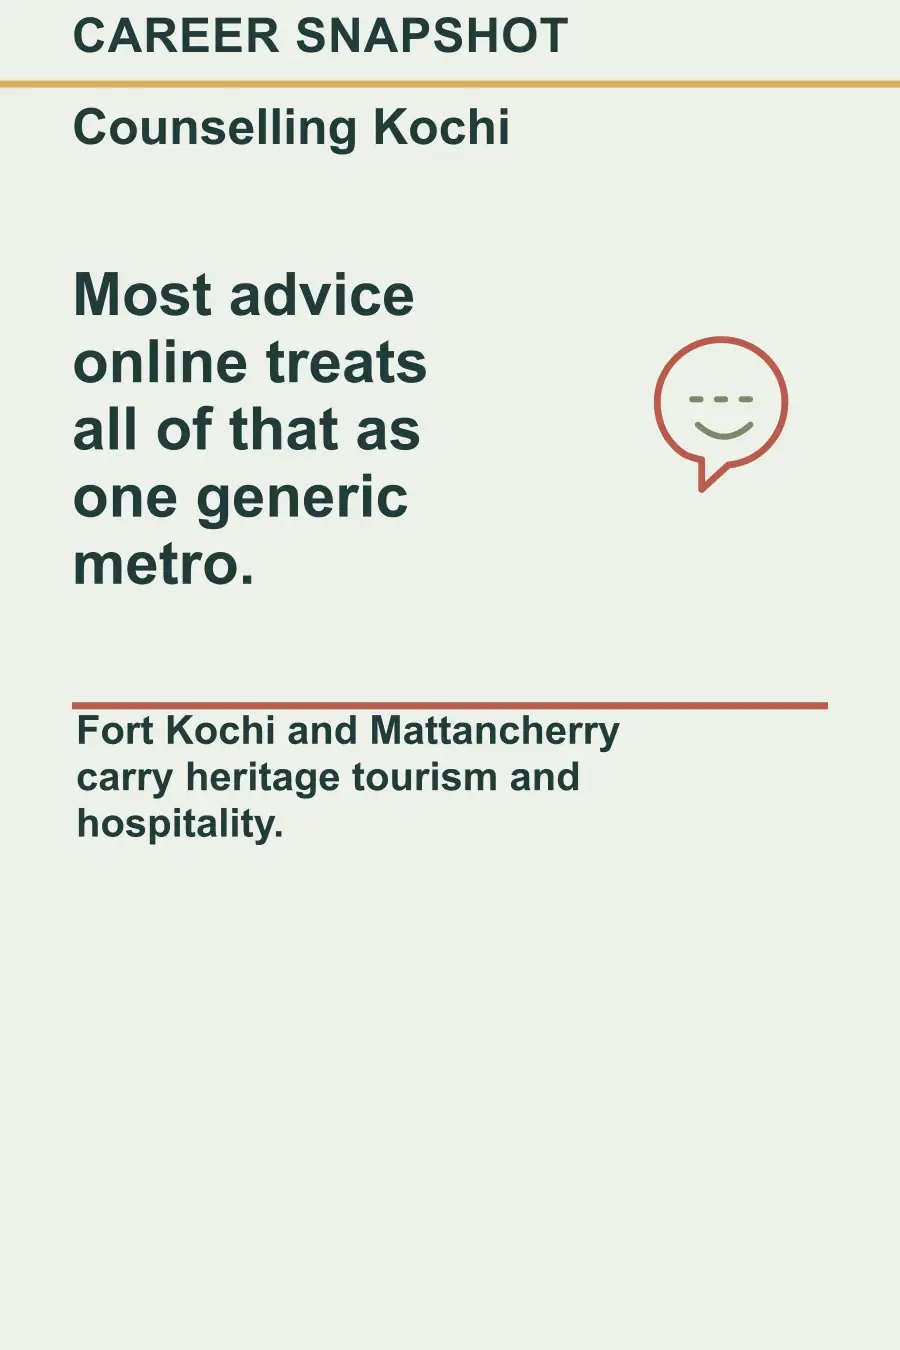 CAREER SNAPSHOT
Counselling Kochi
Most advice
online treats
all of that as
one generic
metro.
Fort Kochi and Mattancherry
carry heritage tourism and
hospitality.